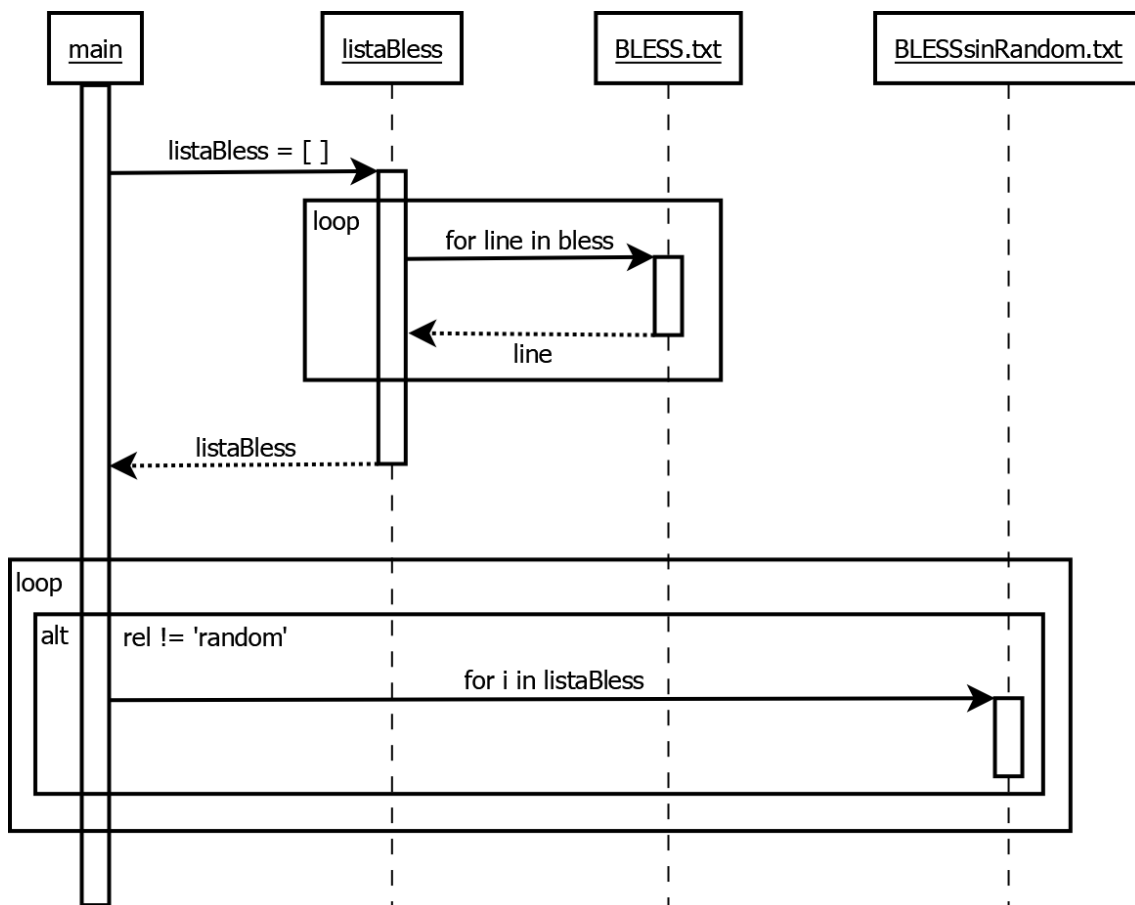 main
listaBless
BLESS.txt
BLESSsinRandom.txt
listaBless = [ ]
loop
for line in bless
line
listaBless
loop
alt
rel != 'random'
for i in listaBless